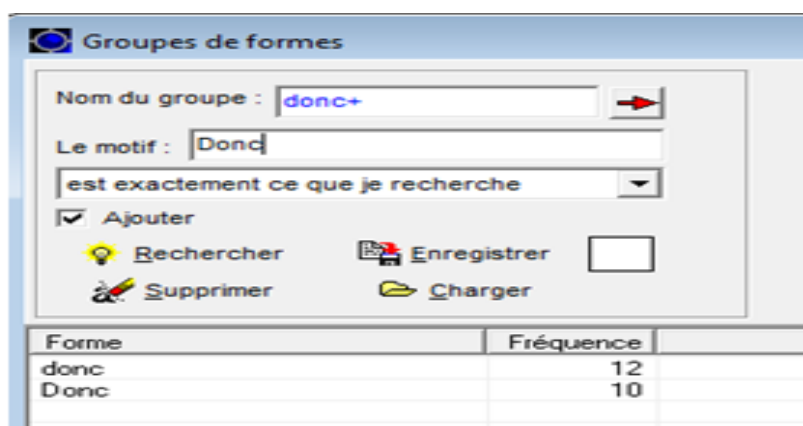 Groupes de formes
Nom du groupe : donc+
Le motif : Donc
est exactement ce que je recherche
Ajouter
Rechercher Enregistrer
Supprimer Charger
Forme Fréquence
donc 12
Donc 10